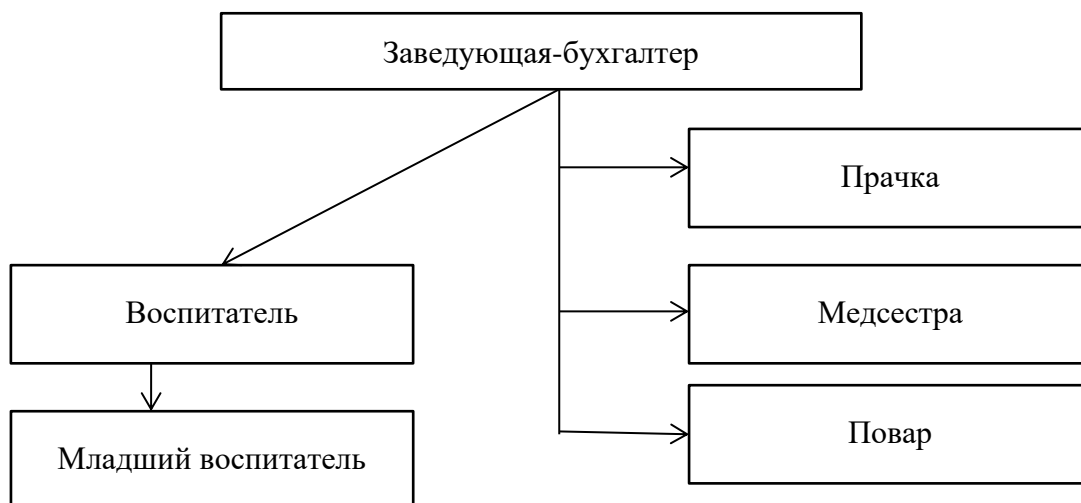 Заведующая-бухгалтер
Прачка
Воспитатель
Медсестра
Младший воспитатель
Повар